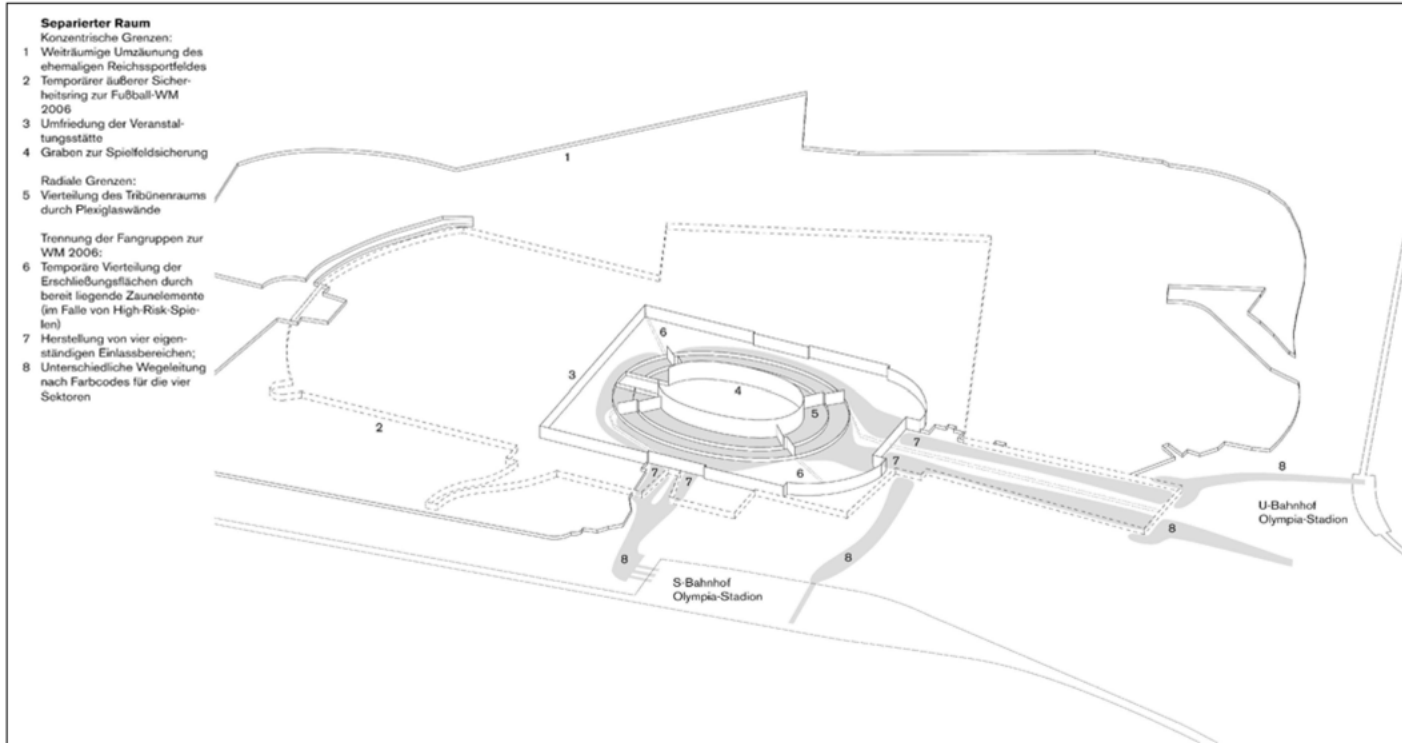 Separierter Raum
Konzentrische Grenzen:
1 Weiträumige Umzäunung des
ehemaligen Reichssportfeldes
2 Temporärer äußerer Sicher-
heitsring zur Fußball-WM
2006
3 Umfriedung der Veranstal-
tungsstätte
4 Graben zur Spielfeldsicherung
Radiale Grenzen:
5 Vierteilung des Tribünenraums
durch Plexiglaswände
Trennung der Fangruppen zur
WM 2006:
6 Temporäre Vierteilung der
Erschließungsflächen durch
bereit liegende Zaunelemente
(im Falle von High-Risk-Spie-
len)
7 Herstellung von vier eigen-
ständigen Einlassbereichen;
8 Unterschiedliche Wegeleitung
nach Farbcodes für die vier
Sektoren
1
6
3
4
5
2
7
7
6
7
7
8
U-Bahnhof
Olympia-Stadion
8
8
8
S-Bahnhof
Olympia-Stadion